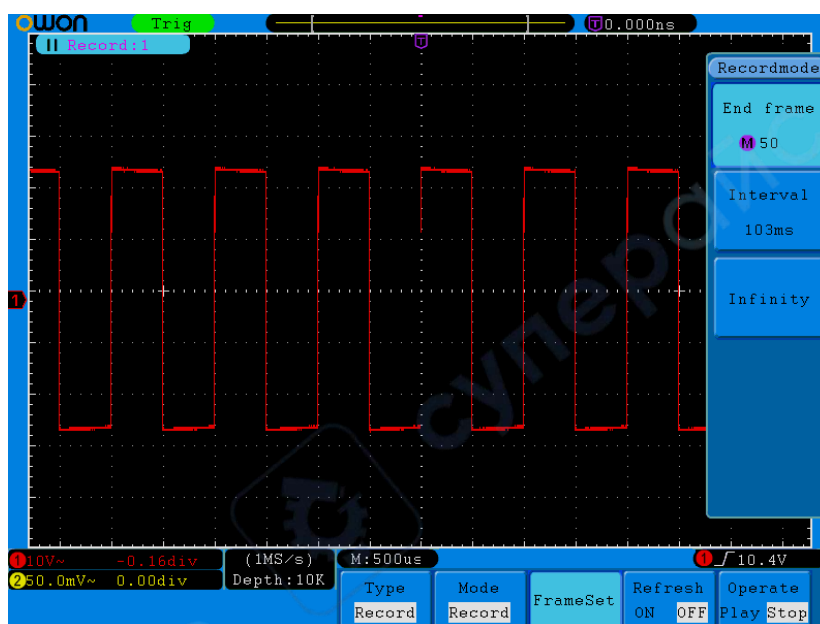 OWON Trig T 0.000ns
Record:1
T
Recordmode
End frame
M 50
Interval
103ms
Infinity
1
суперайс
1 10V~ -0.16div (1MS/s) M:500us 1 10.4V
2 50.0mV~ 0.00div Depth:10K
Type Mode FrameSet Refresh Operate
Record Record ON OFF Play Stop